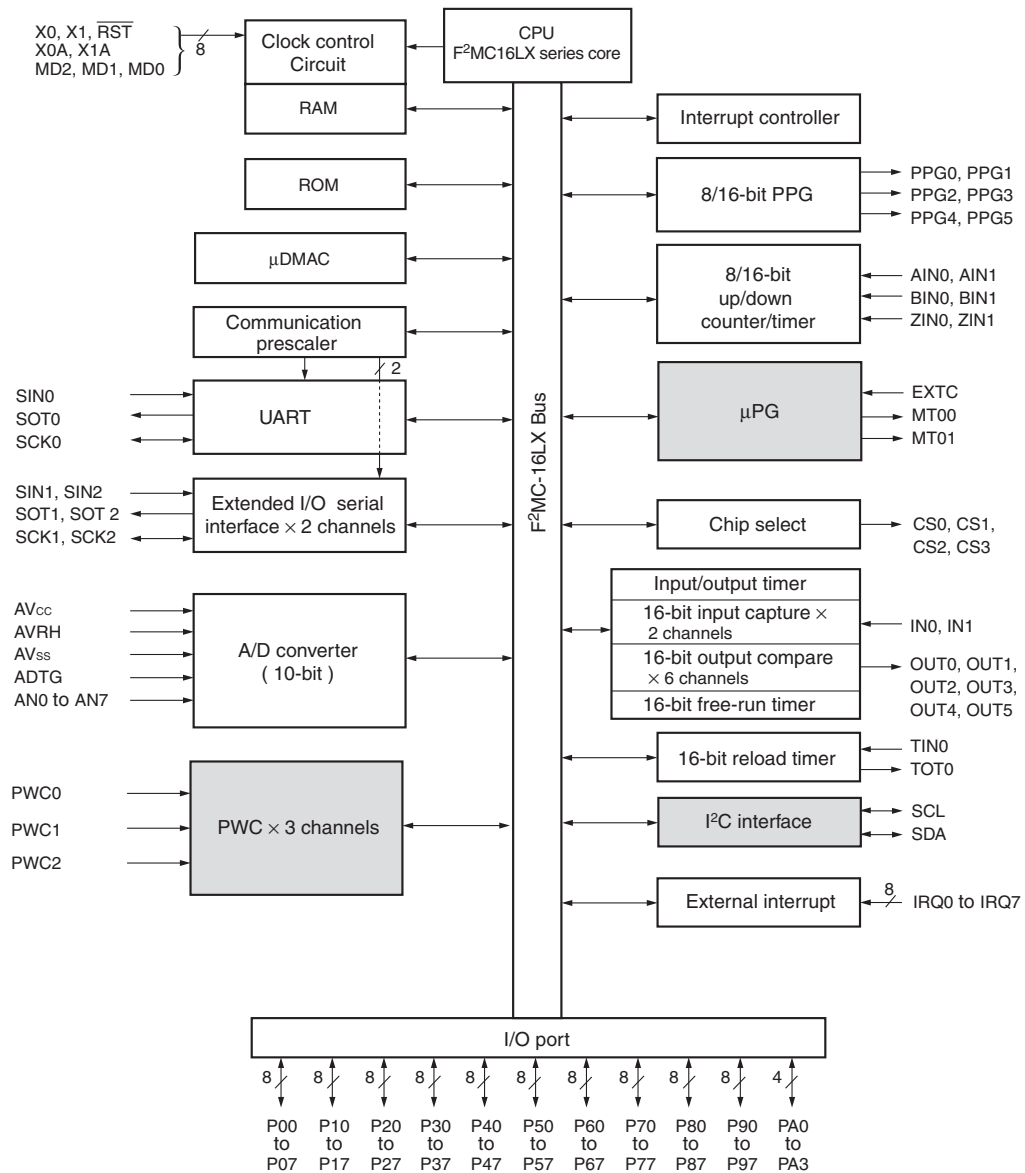 X0, X1, RST
X0A, X1A
MD2, MD1, MD0
8
Clock control
Circuit
CPU
F²MC16LX series core
RAM
ROM
µDMAC
Communication
prescaler
2
SIN0
SOT0
SCK0
UART
SIN1, SIN2
SOT1, SOT 2
SCK1, SCK2
Extended I/O serial
interface × 2 channels
AVCC
AVRH
AVSS
ADTG
AN0 to AN7
A/D converter
( 10-bit )
PWC0
PWC1
PWC2
PWC × 3 channels
F²MC-16LX Bus
Interrupt controller
8/16-bit PPG
PPG0, PPG1
PPG2, PPG3
PPG4, PPG5
8/16-bit
up/down
counter/timer
AIN0, AIN1
BIN0, BIN1
ZIN0, ZIN1
µPG
EXTC
MT00
MT01
Chip select
CS0, CS1,
CS2, CS3
Input/output timer
16-bit input capture ×
2 channels
16-bit output compare
× 6 channels
16-bit free-run timer
IN0, IN1
OUT0, OUT1,
OUT2, OUT3,
OUT4, OUT5
16-bit reload timer
TIN0
TOT0
I²C interface
SCL
SDA
External interrupt
8
IRQ0 to IRQ7
I/O port
8 8 8 8 8 8 8 8 8 8 4
P00 P10 P20 P30 P40 P50 P60 P70 P80 P90 PA0
to to to to to to to to to to to
P07 P17 P27 P37 P47 P57 P67 P77 P87 P97 PA3